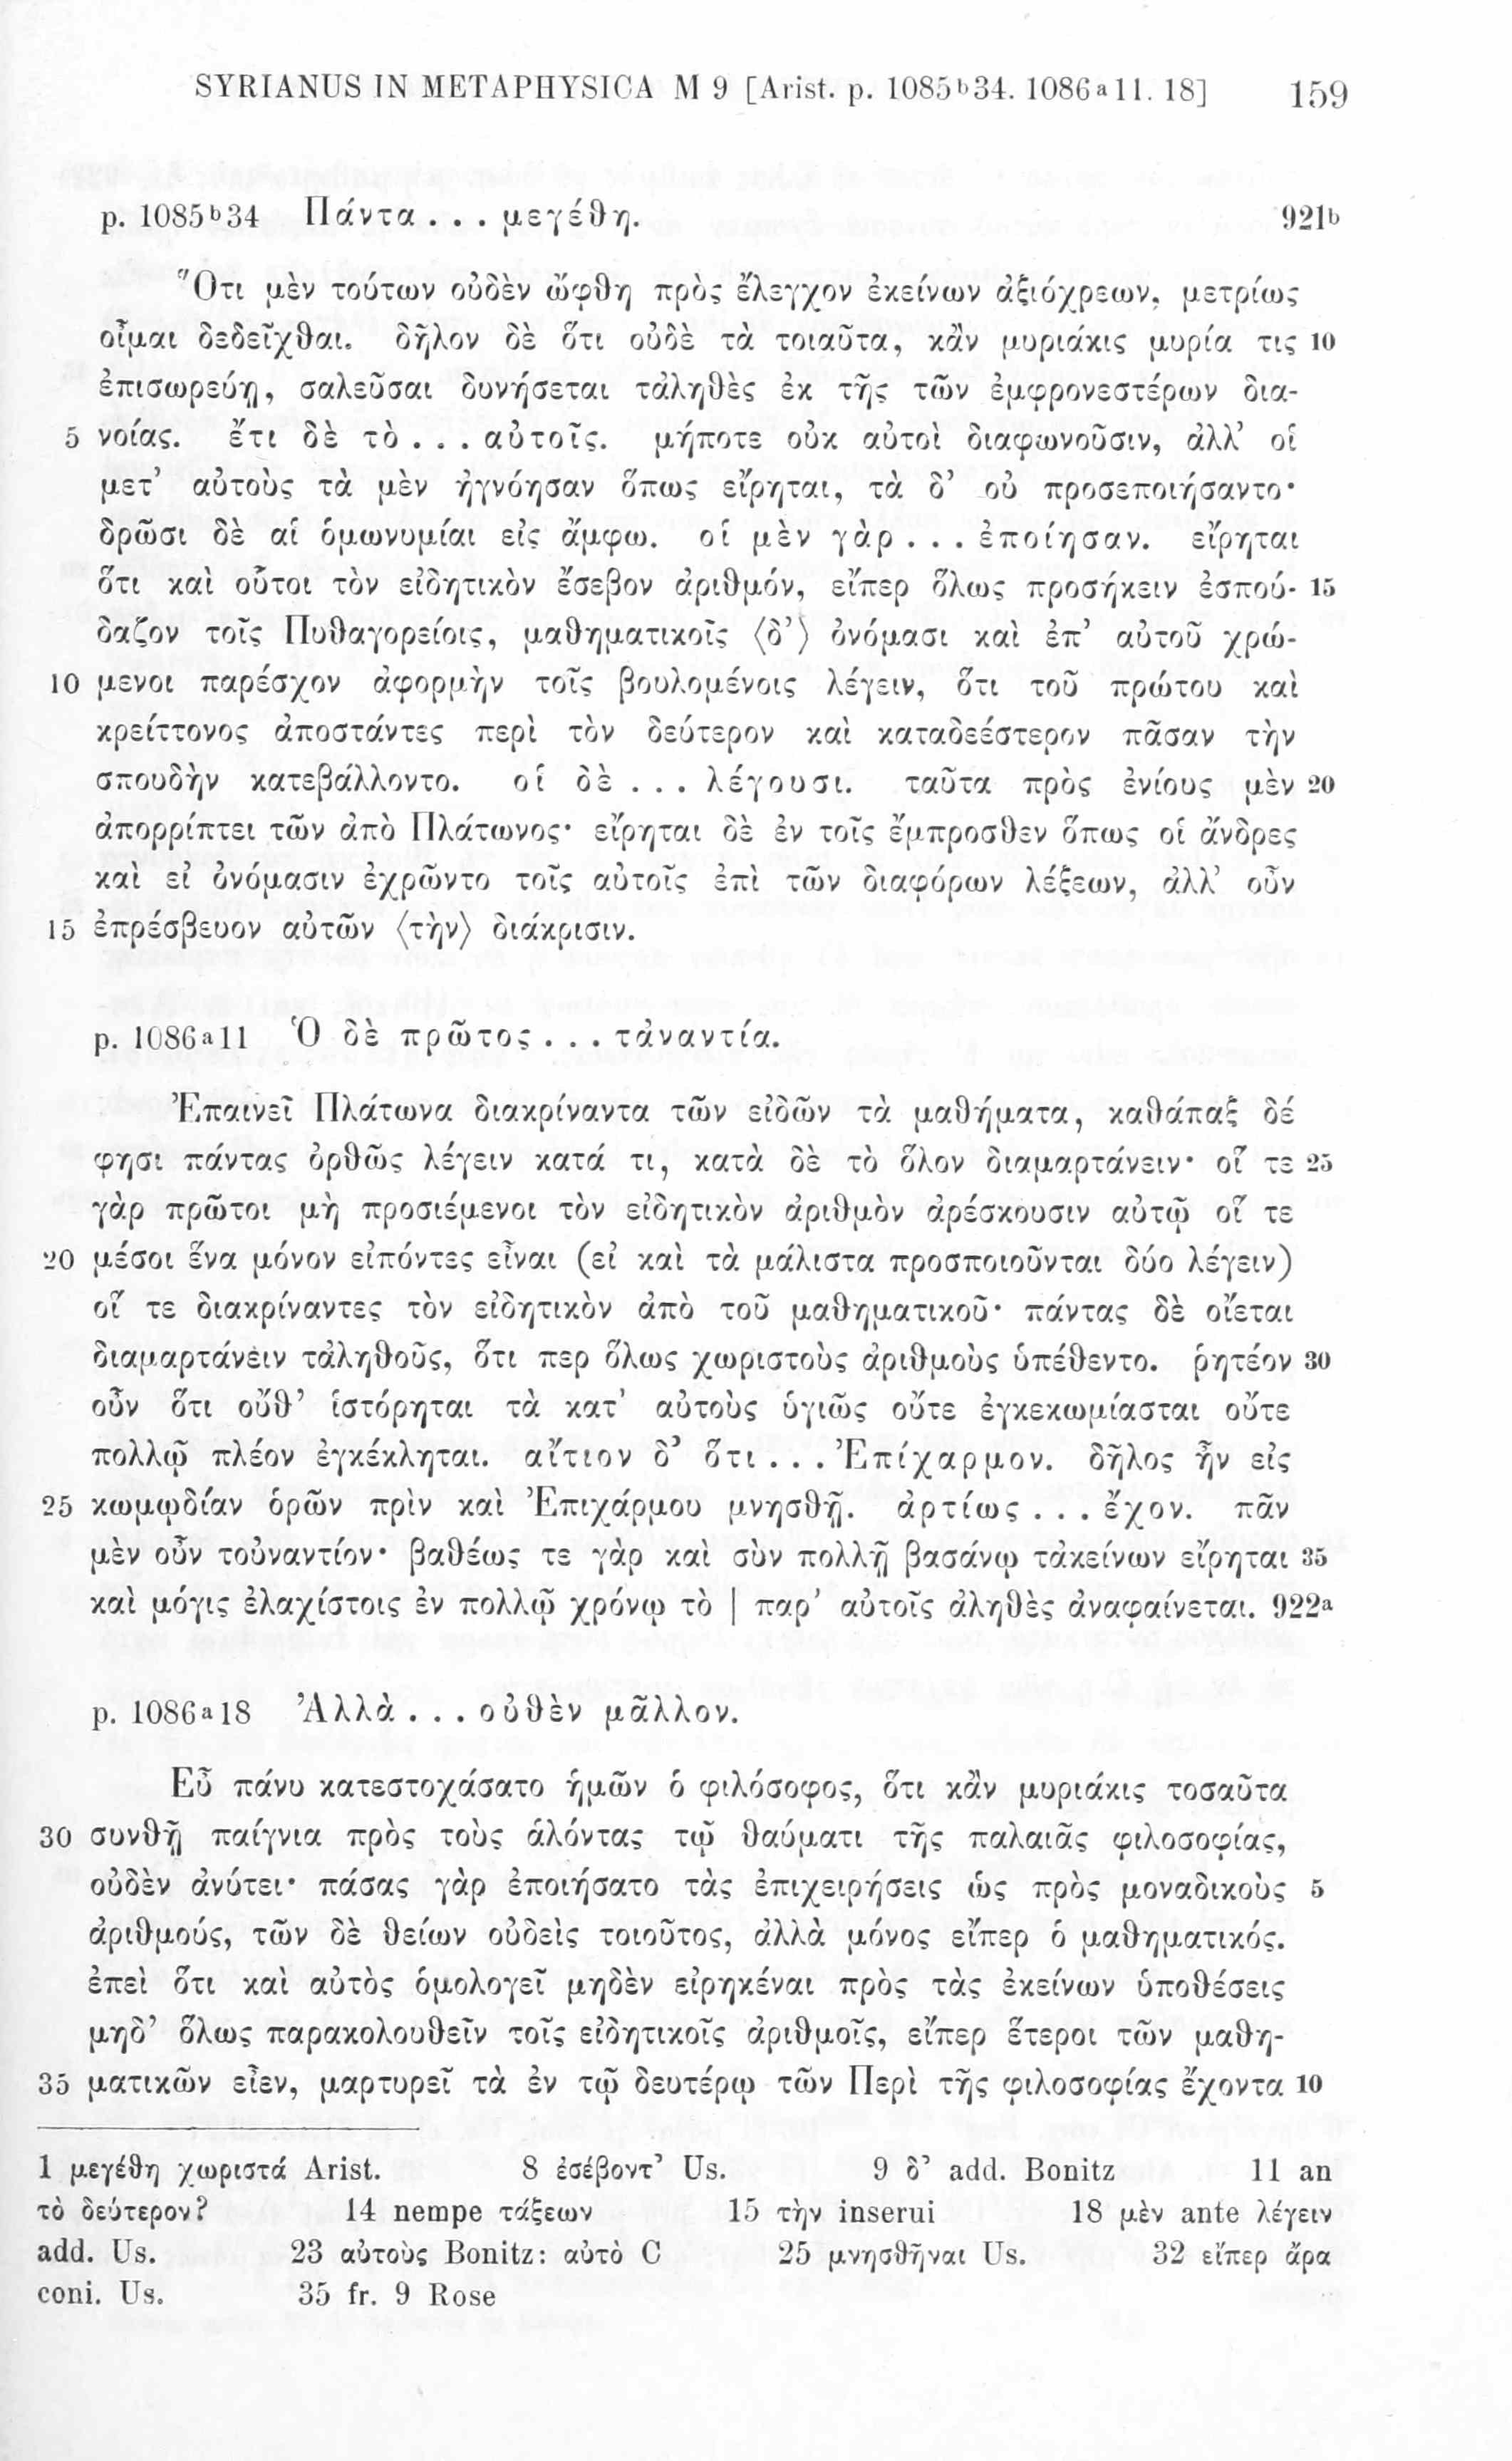 SYRIANUS IN METAPHYSICA M 9 [Arist. p. 1085ᵇ34. 1086ᵃ11. 18] 159
p. 1085ᵇ34 Πάντα . . . μεγέθη. 921ᵇ
Ὅτι μὲν τούτων οὐδὲν ὤφθη πρὸς ἔλεγχον ἐκείνων ἀξιόχρεων, μετρίως
οἶμαι δεδεῖχθαι. δῆλον δὲ ὅτι οὐδὲ τὰ τοιαῦτα, κἂν μυριάκις μυρία τις 10
ἐπισωρεύῃ, σαλεῦσαι δυνήσεται τἀληθὲς ἐκ τῆς τῶν ἐμφρονεστέρων δια-
5 νοίας. ἔτι δὲ τὸ . . . αὐτοῖς. μήποτε οὐκ αὐτοὶ διαφωνοῦσιν, ἀλλ’ οἱ
μετ’ αὐτοὺς τὰ μὲν ἠγνόησαν ὅπως εἴρηται, τὰ δ’ οὐ προσεποιήσαντο·
δρῶσι δὲ αἱ ὁμωνυμίαι εἰς ἄμφω. οἱ μὲν γὰρ . . . ἐποίησαν. εἴρηται
ὅτι καὶ οὗτοι τὸν εἰδητικὸν ἔσεβον ἀριθμόν, εἴπερ ὅλως προσήκειν ἐσπού- 15
δαζον τοῖς Πυθαγορείοις, μαθηματικοῖς ⟨δ’⟩ ὀνόμασι καὶ ἐπ’ αὐτοῦ χρώ-
10 μενοι παρέσχον ἀφορμὴν τοῖς βουλομένοις λέγειν, ὅτι τοῦ πρώτου καὶ
κρείττονος ἀποστάντες περὶ τὸν δεύτερον καὶ καταδεέστερον πᾶσαν τὴν
σπουδὴν κατεβάλλοντο. οἱ δὲ . . . λέγουσι. ταῦτα πρὸς ἐνίους μὲν 20
ἀπορρίπτει τῶν ἀπὸ Πλάτωνος· εἴρηται δὲ ἐν τοῖς ἔμπροσθεν ὅπως οἱ ἄνδρες
καὶ εἰ ὀνόμασιν ἐχρῶντο τοῖς αὐτοῖς ἐπὶ τῶν διαφόρων λέξεων, ἀλλ’ οὖν
15 ἐπρέσβευον αὐτῶν ⟨τὴν⟩ διάκρισιν.
p. 1086ᵃ11 Ὁ δὲ πρῶτος . . . τἀναντία.
Ἐπαινεῖ Πλάτωνα διακρίναντα τῶν εἰδῶν τὰ μαθήματα, καθάπαξ δέ
φησι πάντας ὀρθῶς λέγειν κατά τι, κατὰ δὲ τὸ ὅλον διαμαρτάνειν· οἵ τε 25
γὰρ πρῶτοι μὴ προσιέμενοι τὸν εἰδητικὸν ἀριθμὸν ἀρέσκουσιν αὐτῷ οἵ τε
20 μέσοι ἕνα μόνον εἰπόντες εἶναι (εἰ καὶ τὰ μάλιστα προσποιοῦνται δύο λέγειν)
οἵ τε διακρίναντες τὸν εἰδητικὸν ἀπὸ τοῦ μαθηματικοῦ· πάντας δὲ οἴεται
διαμαρτάνειν τἀληθοῦς, ὅτι περ ὅλως χωριστοὺς ἀριθμοὺς ὑπέθεντο. ῥητέον 30
οὖν ὅτι οὔθ’ ἱστόρηται τὰ κατ’ αὐτοὺς ὑγιῶς οὔτε ἐγκεκωμίασται οὔτε
πολλῷ πλέον ἐγκέκληται. αἴτιον δ’ ὅτι . . . Ἐπίχαρμον. δῆλος ἦν εἰς
25 κωμῳδίαν ὁρῶν πρὶν καὶ Ἐπιχάρμου μνησθῇ. ἀρτίως . . . ἔχον. πᾶν
μὲν οὖν τοὐναντίον· βαθέως τε γὰρ καὶ σὺν πολλῇ βασάνῳ τἀκείνων εἴρηται 35
καὶ μόγις ἐλαχίστοις ἐν πολλῷ χρόνῳ τὸ | παρ’ αὐτοῖς ἀληθὲς ἀναφαίνεται. 922ᵃ
p. 1086ᵃ18 Ἀλλὰ . . . οὐθὲν μᾶλλον.
Εὖ πάνυ κατεστοχάσατο ἡμῶν ὁ φιλόσοφος, ὅτι κἂν μυριάκις τοσαῦτα
30 συνθῇ παίγνια πρὸς τοὺς ἁλόντας τῷ θαύματι τῆς παλαιᾶς φιλοσοφίας,
οὐδὲν ἀνύτει· πάσας γὰρ ἐποιήσατο τὰς ἐπιχειρήσεις ὡς πρὸς μοναδικοὺς 5
ἀριθμούς, τῶν δὲ θείων οὐδεὶς τοιοῦτος, ἀλλὰ μόνος εἴπερ ὁ μαθηματικός.
ἐπεὶ ὅτι καὶ αὐτὸς ὁμολογεῖ μηδὲν εἰρηκέναι πρὸς τὰς ἐκείνων ὑποθέσεις
μηδ’ ὅλως παρακολουθεῖν τοῖς εἰδητικοῖς ἀριθμοῖς, εἴπερ ἕτεροι τῶν μαθη-
35 ματικῶν εἶεν, μαρτυρεῖ τὰ ἐν τῷ δευτέρῳ τῶν Περὶ τῆς φιλοσοφίας ἔχοντα 10
1 μεγέθη χωριστά Arist. 8 ἐσέβοντ’ Us. 9 δ’ add. Bonitz 11 an
τὸ δεύτερον? 14 nempe τάξεων 15 τὴν inserui 18 μὲν ante λέγειν
add. Us. 23 αὐτοὺς Bonitz: αὐτὸ C 25 μνησθῆναι Us. 32 εἴπερ ἄρα
coni. Us. 35 fr. 9 Rose